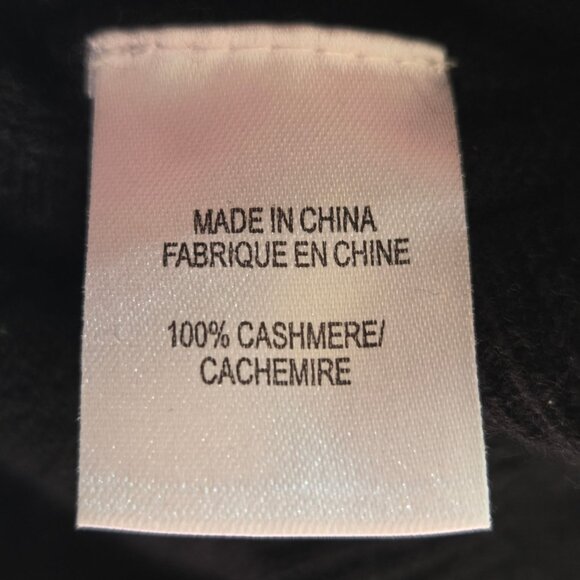 MADE IN CHINA
FABRIQUE EN CHINE
100% CASHMERE/
CACHEMIRE